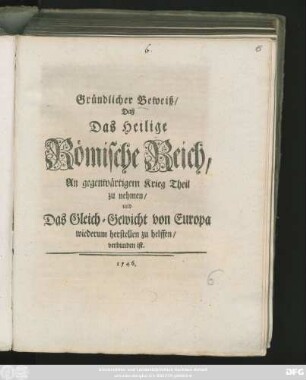 6.
Gründlicher Beweiß/
Daß
Das Heilige
Römische Reich,
An gegenwärtigem Krieg Theil
zu nehmen/
und
Das Gleich-Gewicht von Europa
wiederum herstellen zu helffen/
verbunden ist.
1746.
6